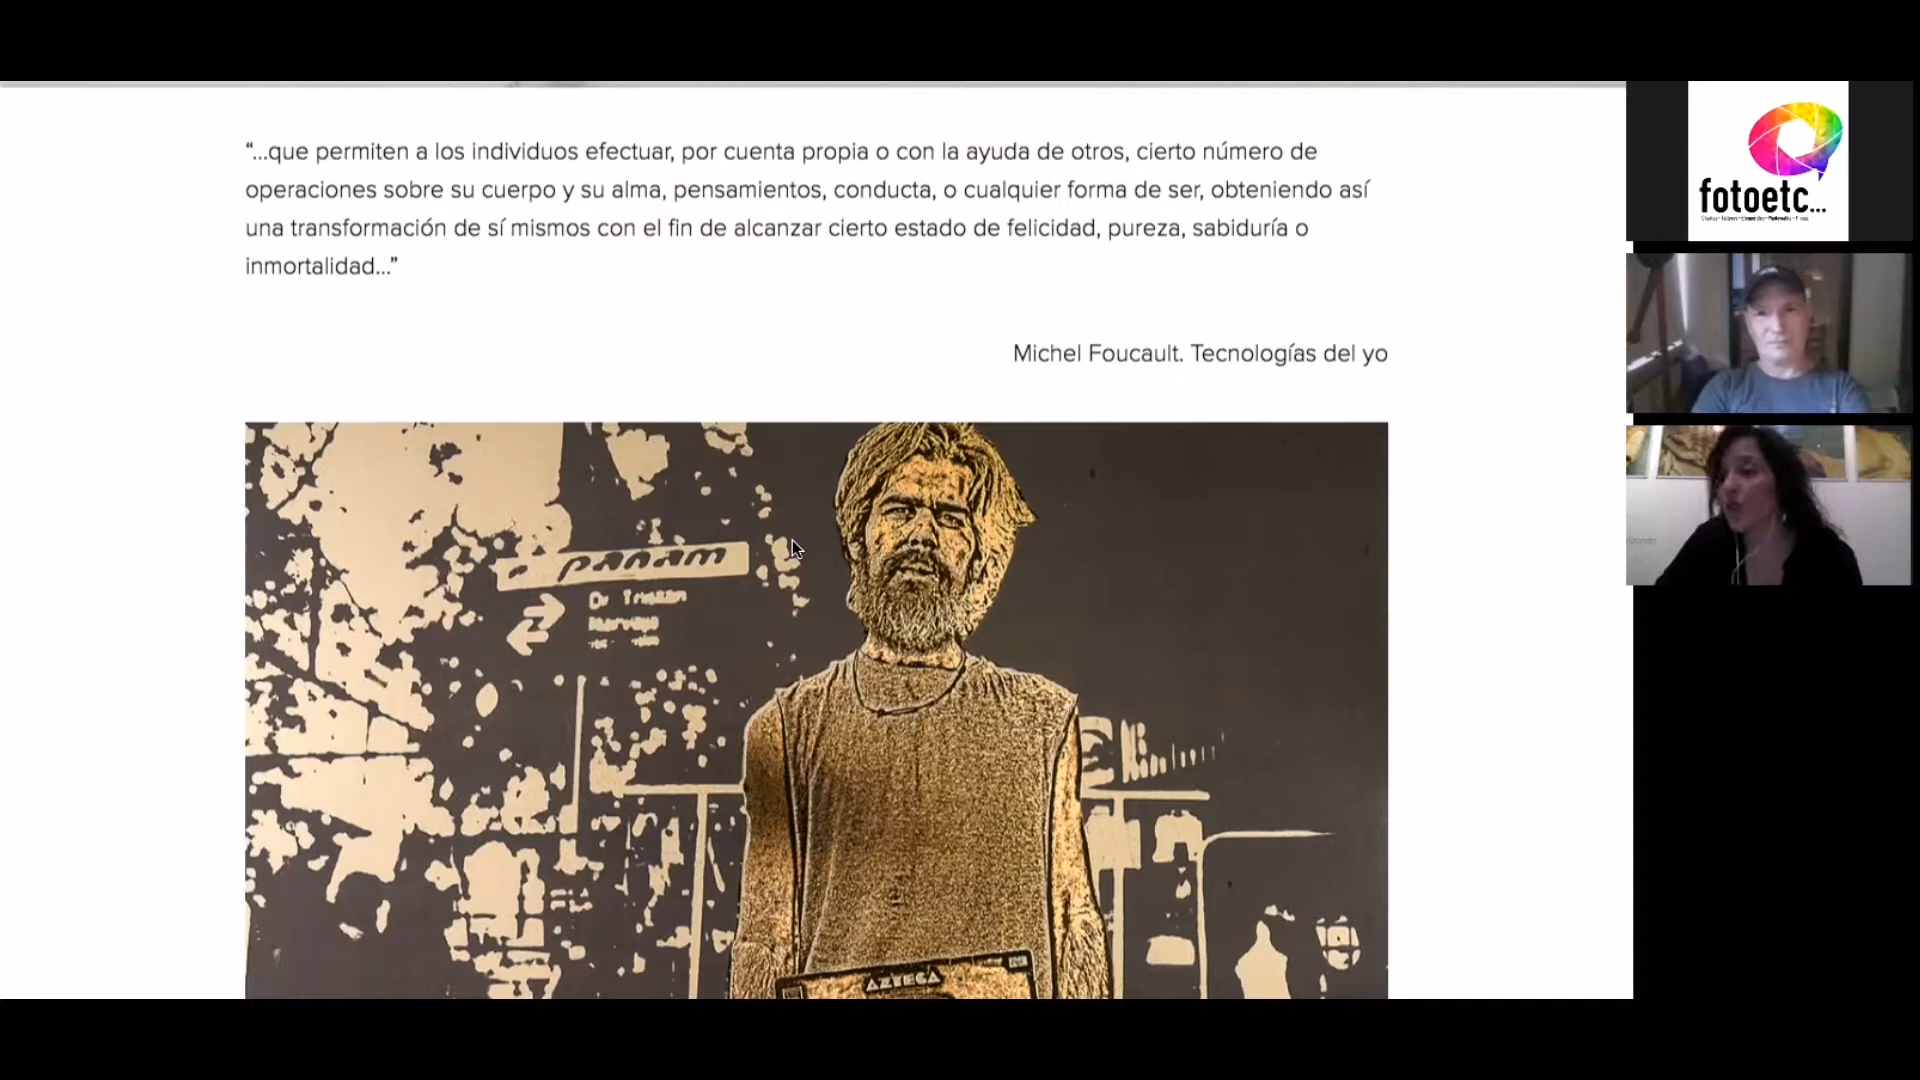 “...que permiten a los individuos efectuar, por cuenta propia o con la ayuda de otros, cierto número de
operaciones sobre su cuerpo y su alma, pensamientos, conducta, o cualquier forma de ser, obteniendo así
una transformación de sí mismos con el fin de alcanzar cierto estado de felicidad, pureza, sabiduría o
inmortalidad...”
Michel Foucault. Tecnologías del yo
fotoetc...
PANAM
Dr
AZTECA